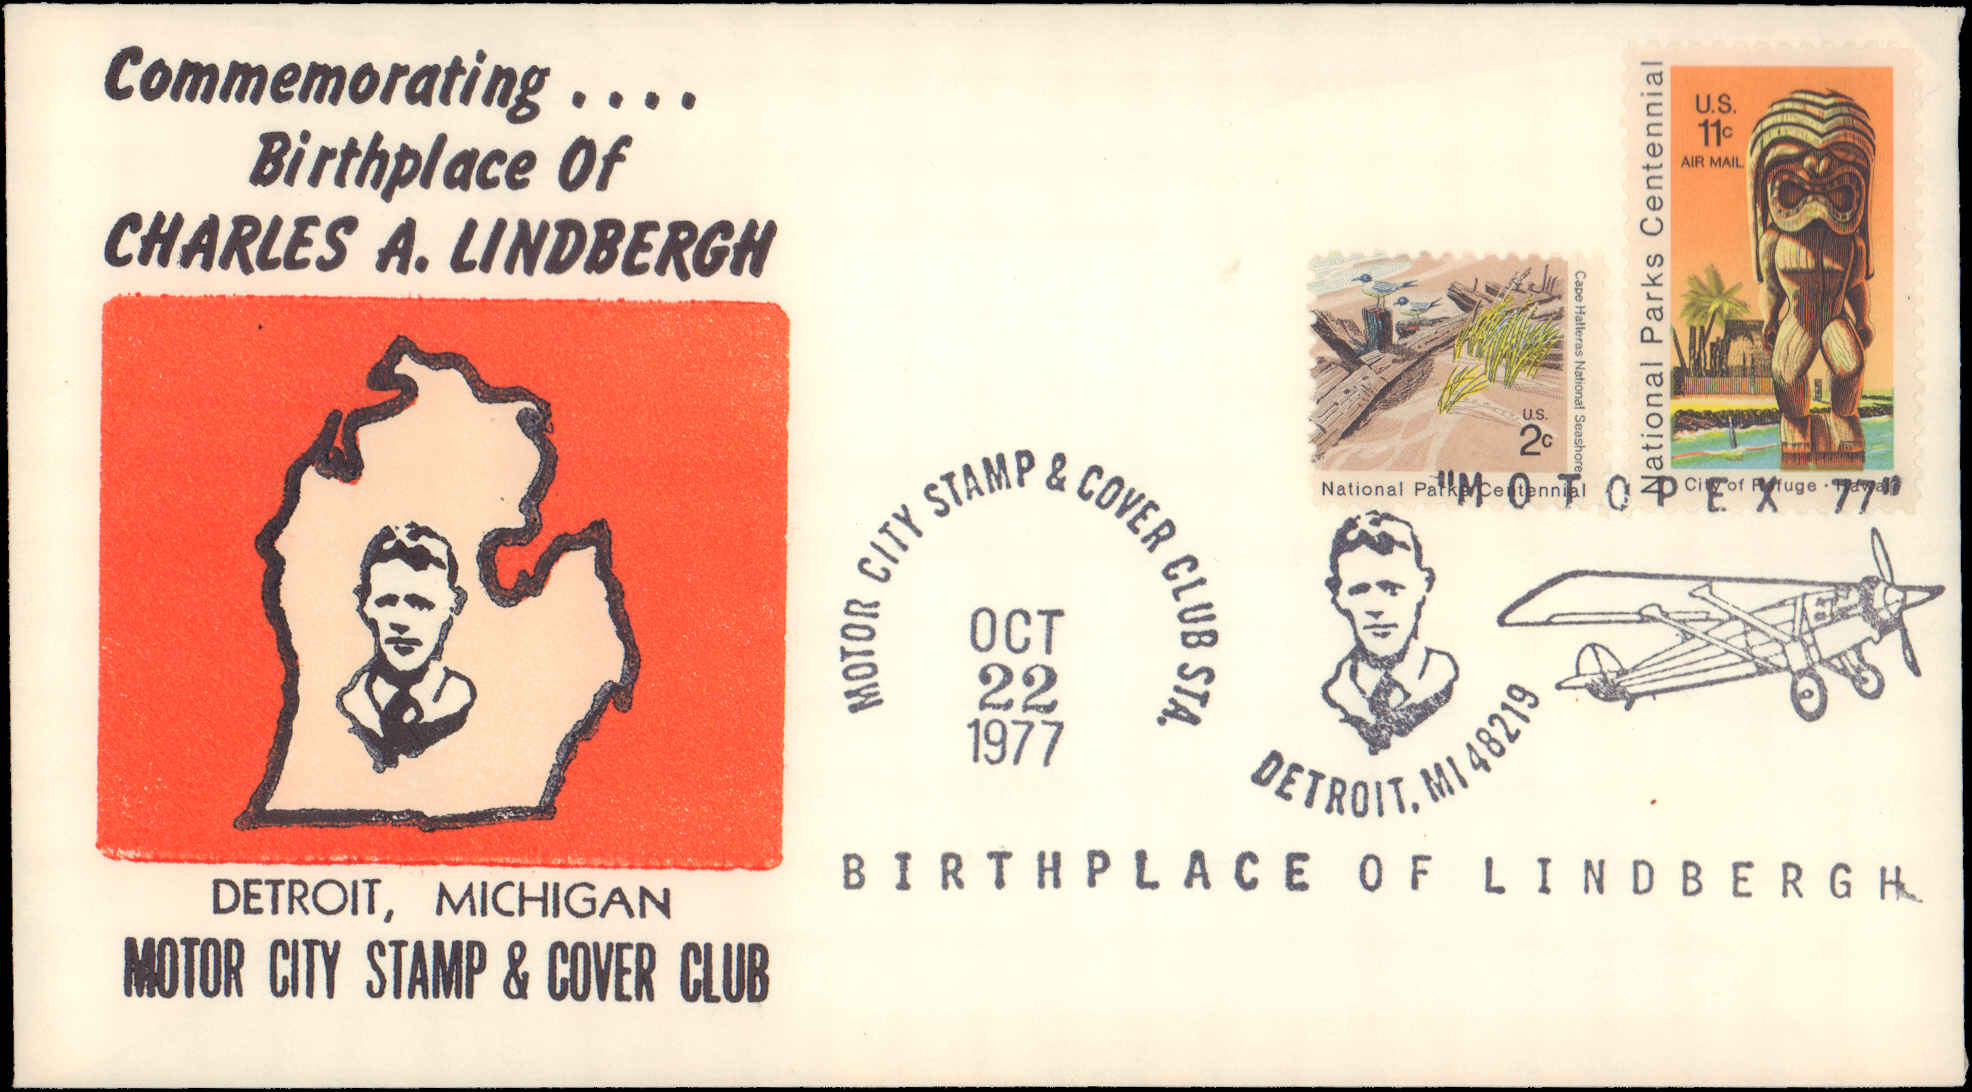 Commemorating ....
Birthplace Of
CHARLES A. LINDBERGH
DETROIT, MICHIGAN
MOTOR CITY STAMP & COVER CLUB
MOTOR CITY STAMP & COVER CLUB STA.
OCT
22
1977
DETROIT, MI 48219
"MOTOPEX 77"
BIRTHPLACE OF LINDBERGH
Cape Hatteras National Seashore
U.S.
2c
National Parks Centennial
National Parks Centennial
U.S.
11c
AIR MAIL
City of Refuge · Hawaii